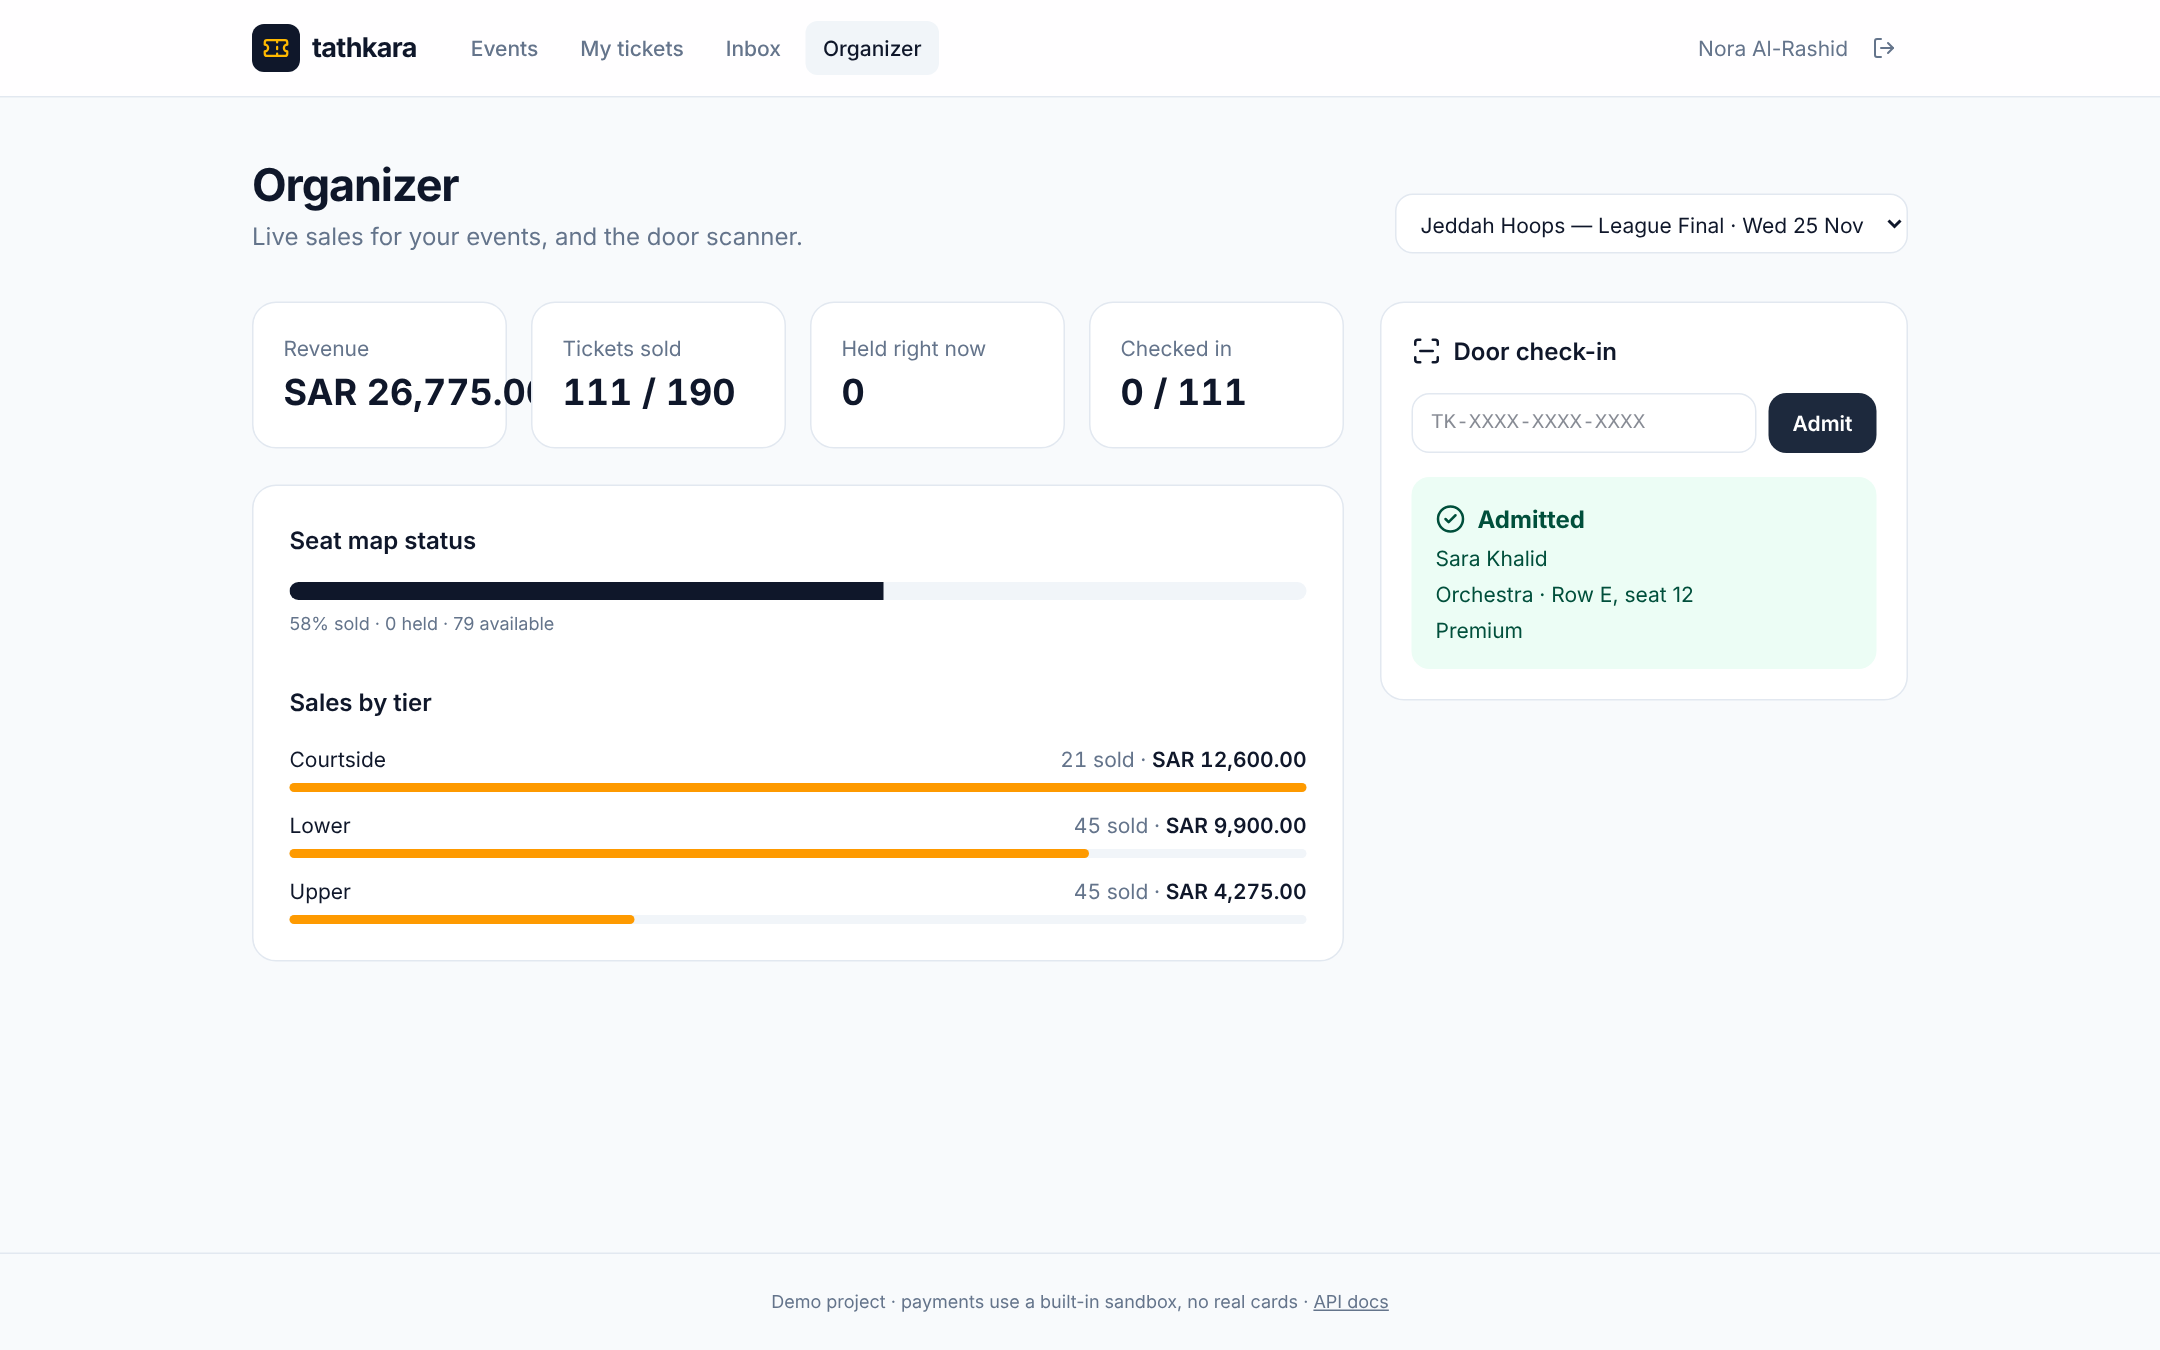 tathkara
Events
My tickets
Inbox
Organizer
Nora Al-Rashid
Organizer
Live sales for your events, and the door scanner.
Jeddah Hoops — League Final · Wed 25 Nov
Revenue
SAR 26,775.00
Tickets sold
111 / 190
Held right now
0
Checked in
0 / 111
Seat map status
58% sold · 0 held · 79 available
Sales by tier
Courtside
21 sold · SAR 12,600.00
Lower
45 sold · SAR 9,900.00
Upper
45 sold · SAR 4,275.00
Door check-in
TK-XXXX-XXXX-XXXX
Admit
Admitted
Sara Khalid
Orchestra · Row E, seat 12
Premium
Demo project · payments use a built-in sandbox, no real cards · API docs